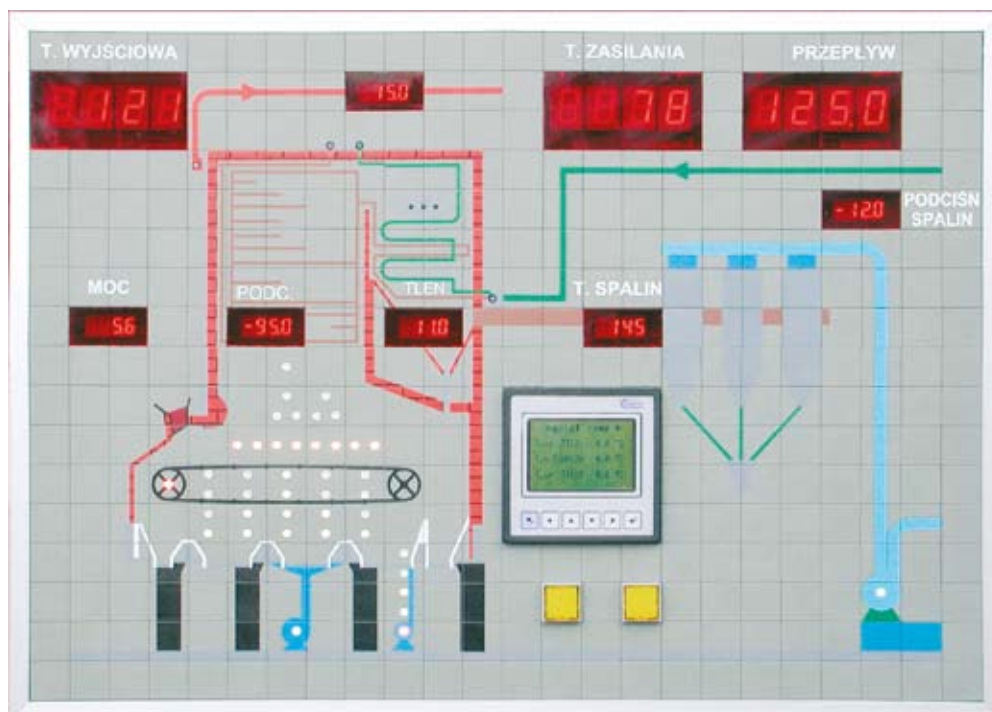 T. WYJŚCIOWA
T. ZASILANIA
PRZEPŁYW
121
15.0
78
125.0
-12.0
PODCIŚN
SPALIN
MOC
PODC.
TLEN
T. SPALIN
5.6
-95.0
11.0
145